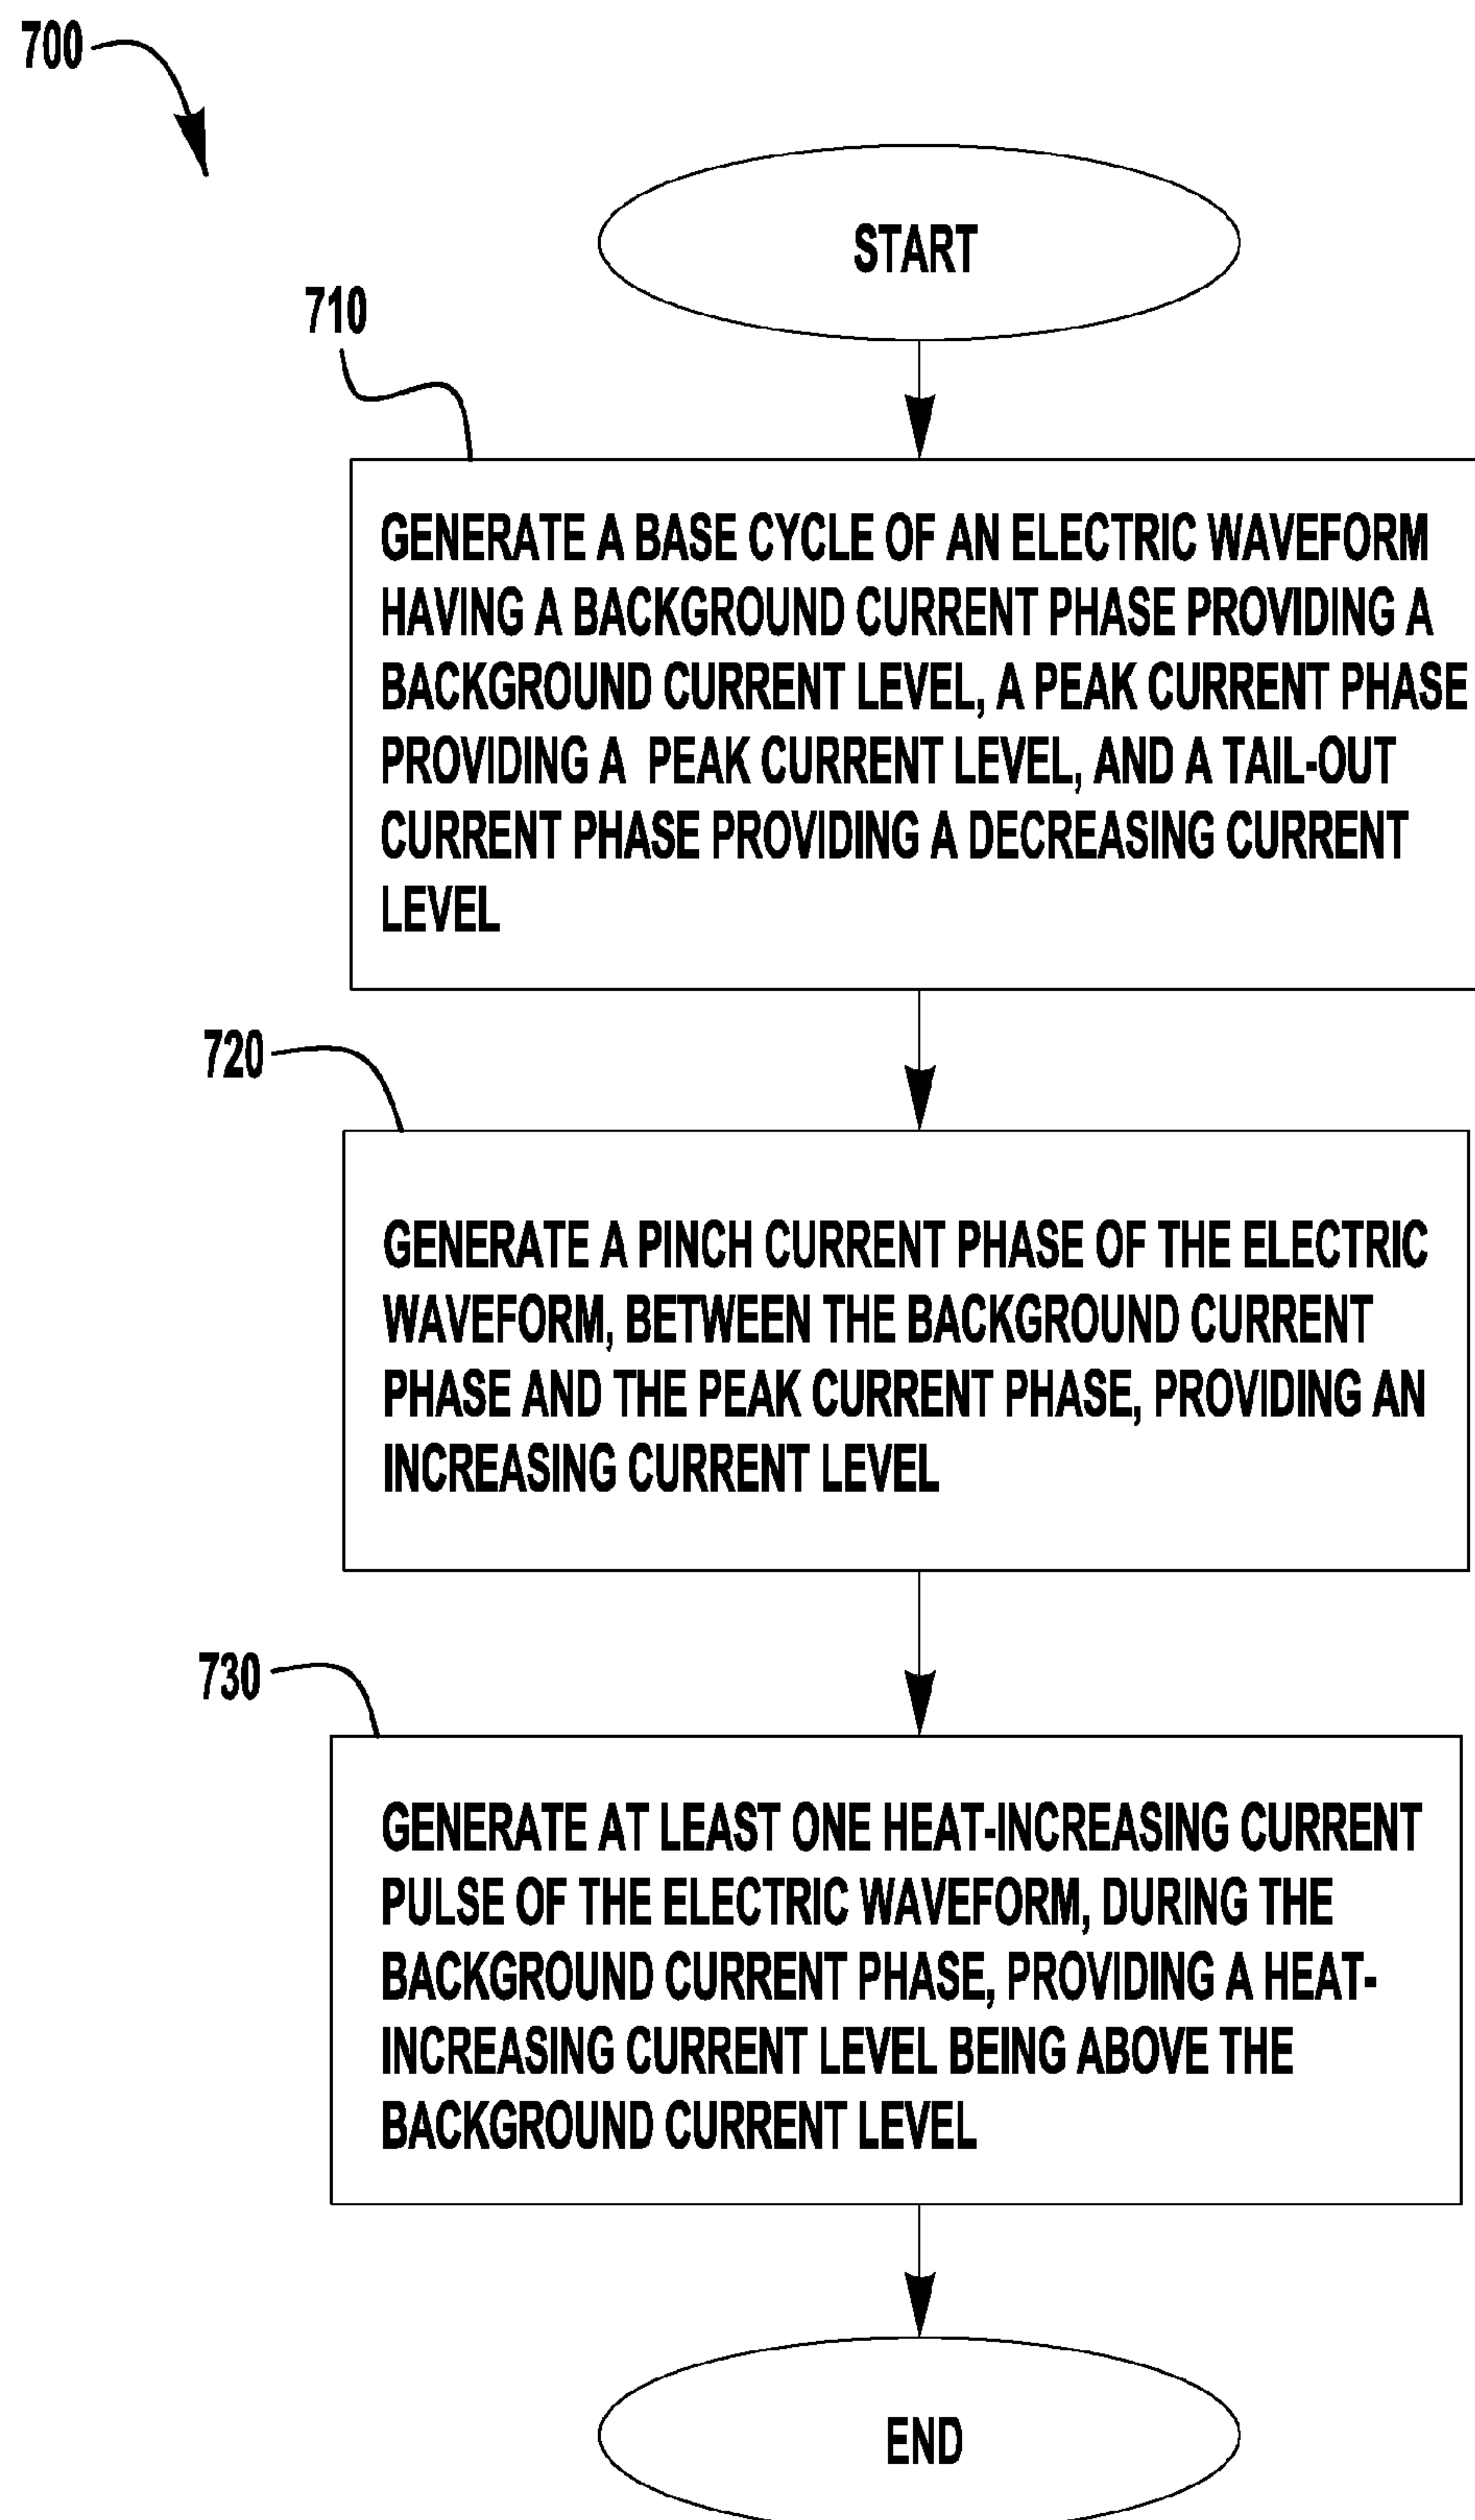 700
START
710
GENERATE A BASE CYCLE OF AN ELECTRIC WAVEFORM
HAVING A BACKGROUND CURRENT PHASE PROVIDING A
BACKGROUND CURRENT LEVEL, A PEAK CURRENT PHASE
PROVIDING A PEAK CURRENT LEVEL, AND A TAIL-OUT
CURRENT PHASE PROVIDING A DECREASING CURRENT
LEVEL
720
GENERATE A PINCH CURRENT PHASE OF THE ELECTRIC
WAVEFORM, BETWEEN THE BACKGROUND CURRENT
PHASE AND THE PEAK CURRENT PHASE, PROVIDING AN
INCREASING CURRENT LEVEL
730
GENERATE AT LEAST ONE HEAT-INCREASING CURRENT
PULSE OF THE ELECTRIC WAVEFORM, DURING THE
BACKGROUND CURRENT PHASE, PROVIDING A HEAT-
INCREASING CURRENT LEVEL BEING ABOVE THE
BACKGROUND CURRENT LEVEL
END